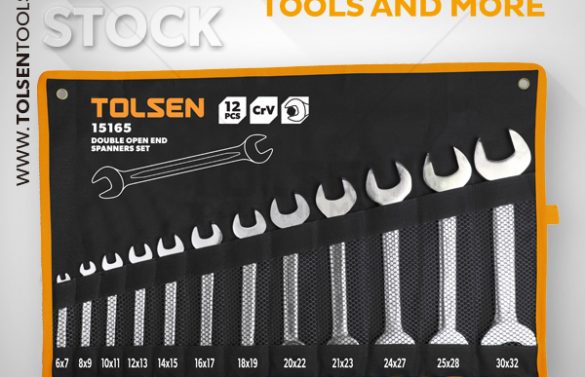 TOOLS AND MORE
STOCK
WWW.TOLSENTOOLS
TOLSEN
12 PCS
CrV
15165
DOUBLE OPEN END
SPANNERS SET
6x7 8x9 10x11 12x13 14x15 16x17 18x19 20x22 21x23 24x27 25x28 30x32